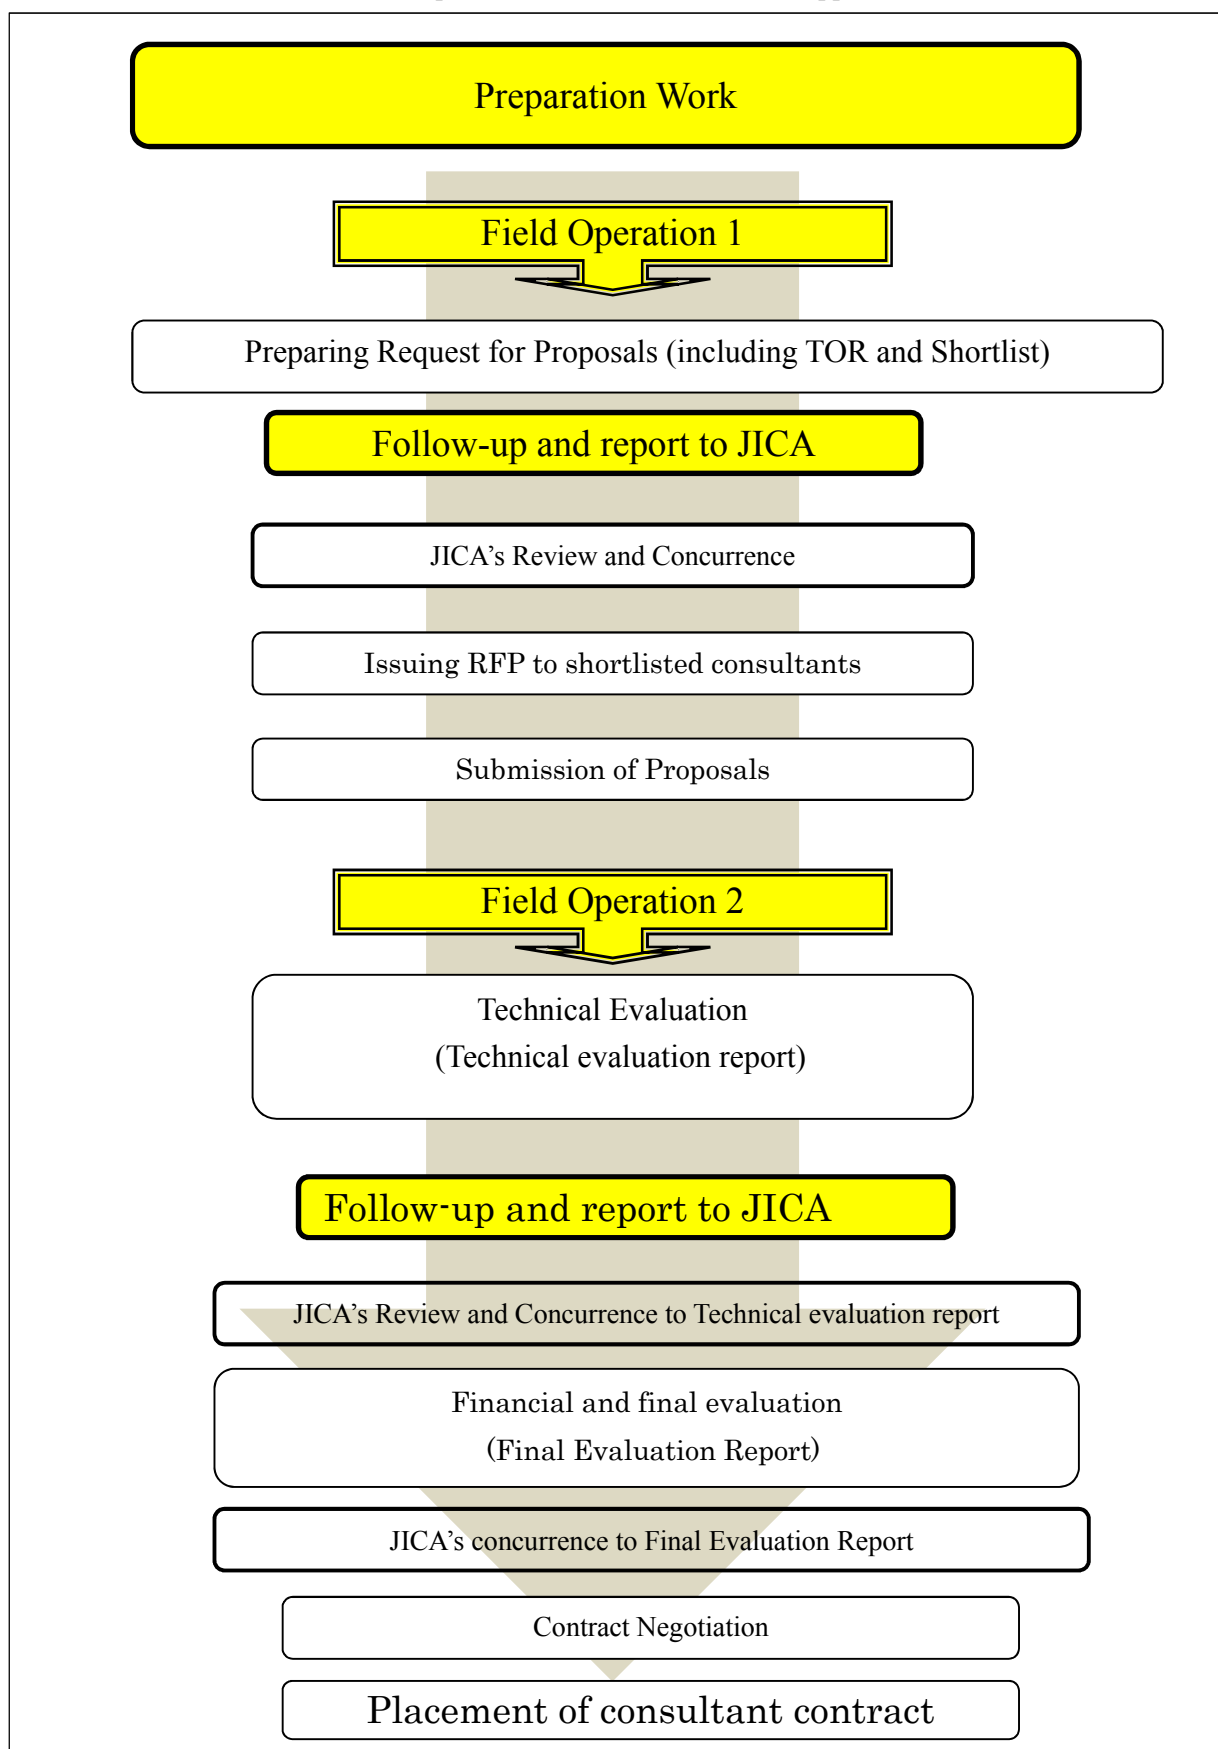 Preparation Work
Field Operation 1
Preparing Request for Proposals (including TOR and Shortlist)
Follow-up and report to JICA
JICA’s Review and Concurrence
Issuing RFP to shortlisted consultants
Submission of Proposals
Field Operation 2
Technical Evaluation
(Technical evaluation report)
Follow-up and report to JICA
JICA’s Review and Concurrence to Technical evaluation report
Financial and final evaluation
(Final Evaluation Report)
JICA’s concurrence to Final Evaluation Report
Contract Negotiation
Placement of consultant contract